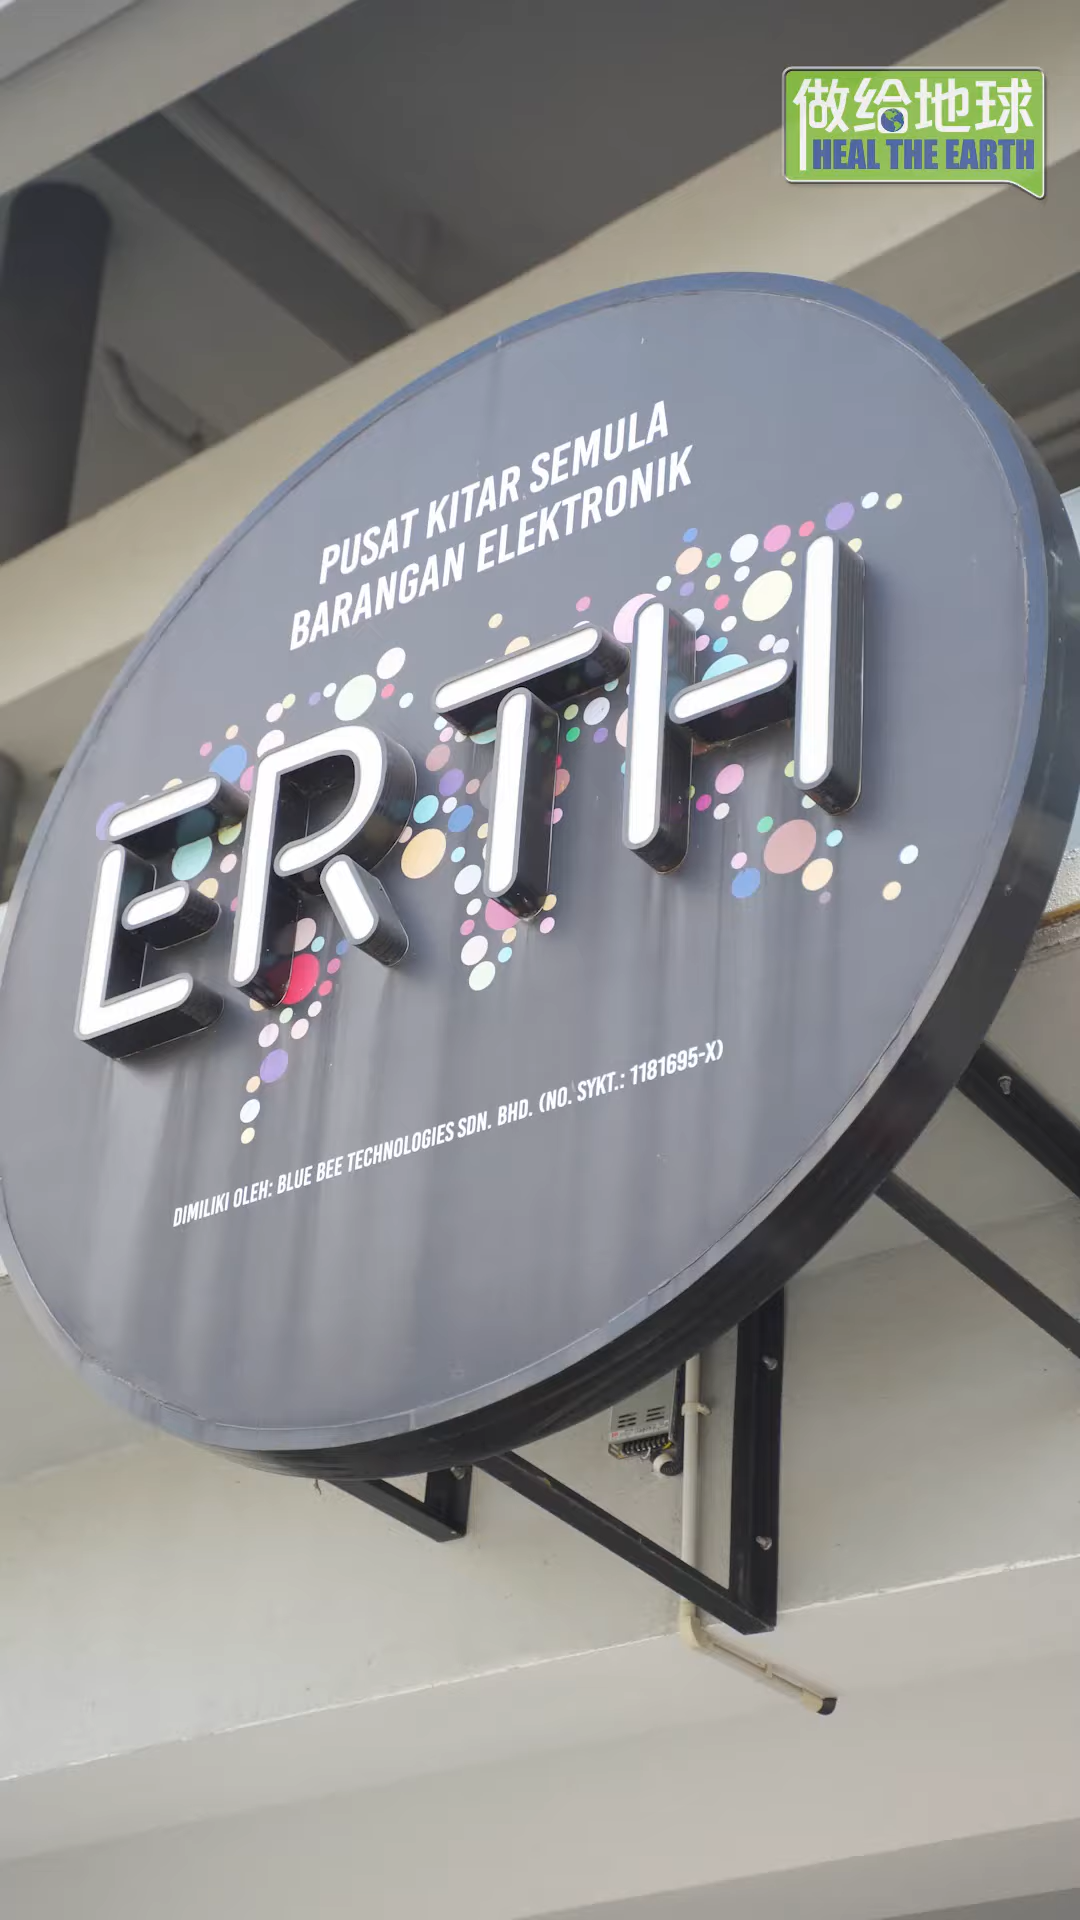 做给地球
HEAL THE EARTH
PUSAT KITAR SEMULA
BARANGAN ELEKTRONIK
ERTH
DIMILIKI OLEH: BLUE BEE TECHNOLOGIES SDN. BHD. (NO. SYKT.: 1181695-X)